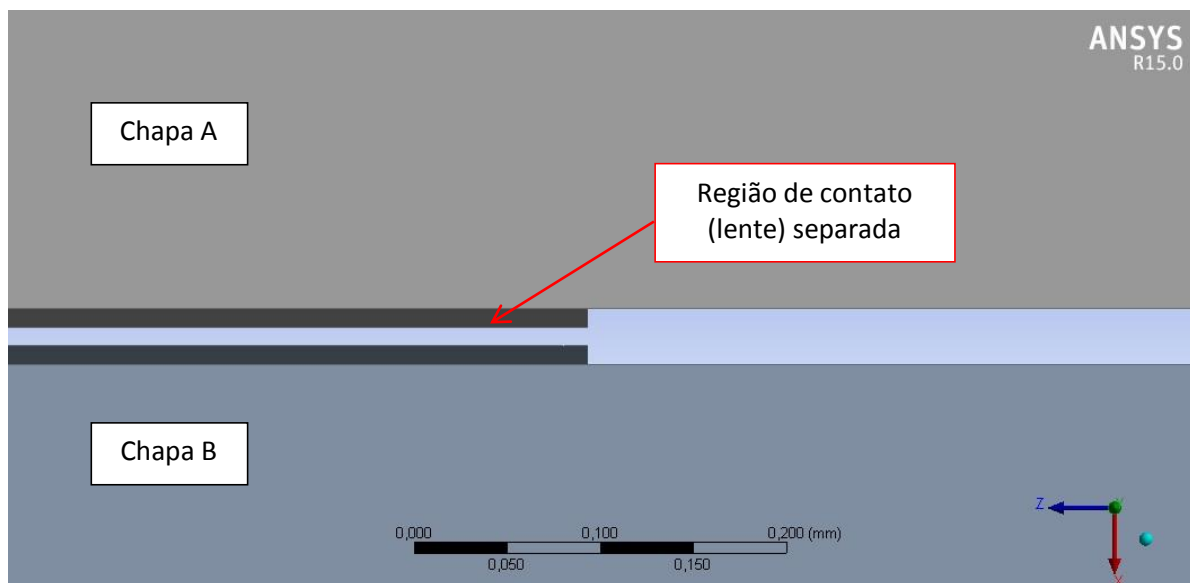 ANSYS
R15.0
Chapa A
Região de contato
(lente) separada
Chapa B
0,000 0,100 0,200 (mm)
0,050 0,150
Z
Y
X